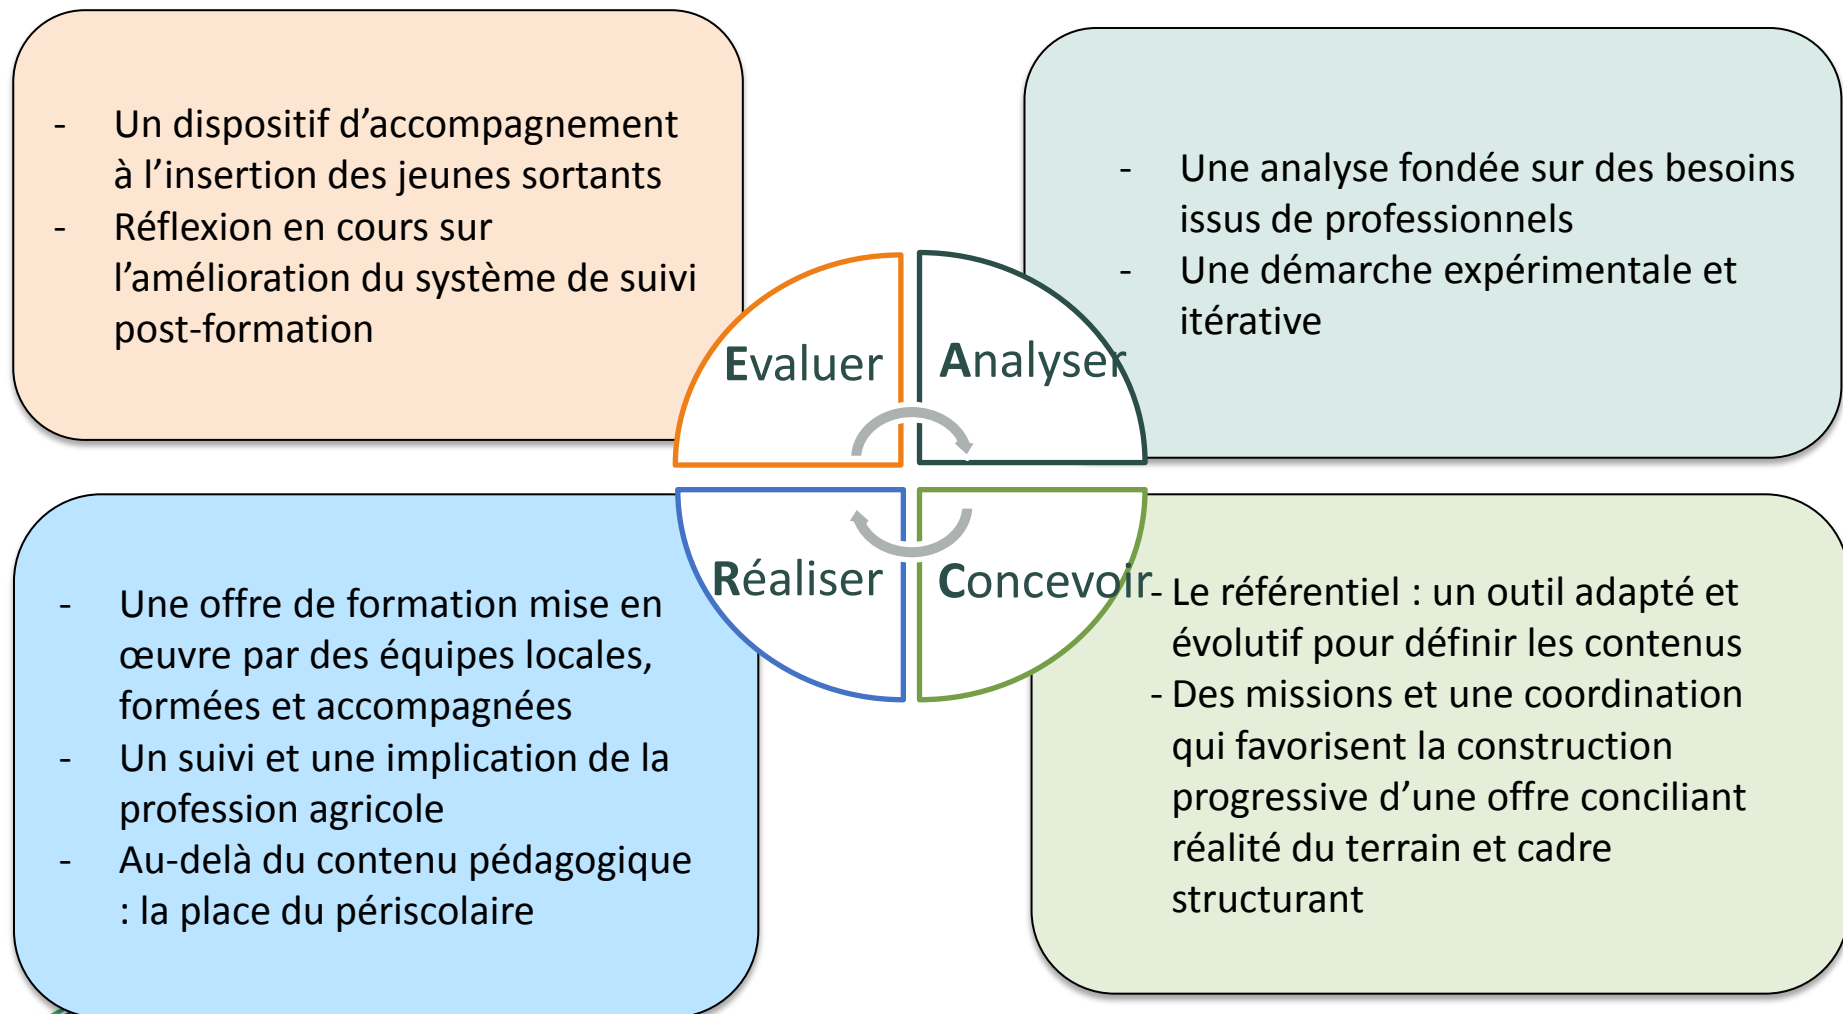 - Un dispositif d’accompagnement
à l’insertion des jeunes sortants
- Réflexion en cours sur
l’amélioration du système de suivi
post-formation
- Une analyse fondée sur des besoins
issus de professionnels
- Une démarche expérimentale et
itérative
Evaluer
Analyser
Réaliser
Concevoir
- Une offre de formation mise en
œuvre par des équipes locales,
formées et accompagnées
- Un suivi et une implication de la
profession agricole
- Au-delà du contenu pédagogique
: la place du périscolaire
- Le référentiel : un outil adapté et
évolutif pour définir les contenus
- Des missions et une coordination
qui favorisent la construction
progressive d’une offre conciliant
réalité du terrain et cadre
structurant